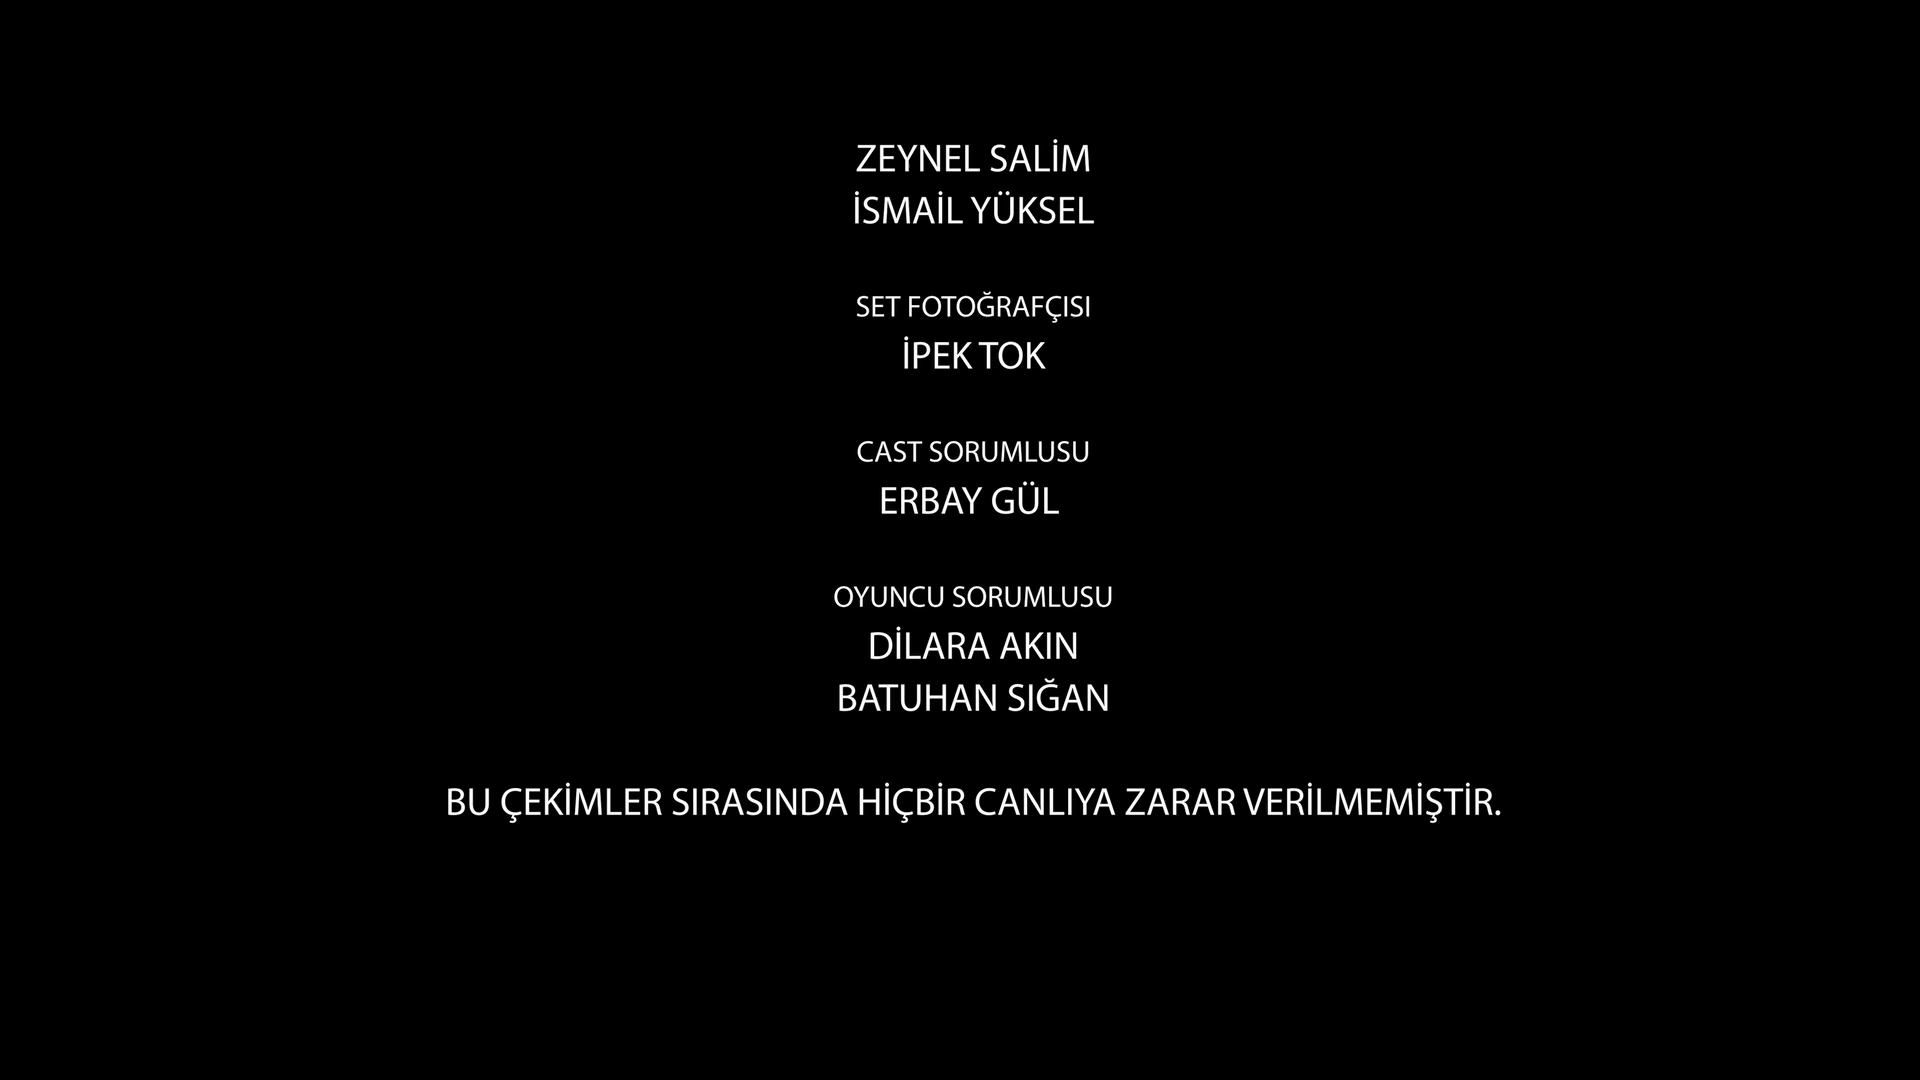 ZEYNEL SALİM
İSMAİL YÜKSEL
SET FOTOĞRAFÇISI
İPEK TOK
CAST SORUMLUSU
ERBAY GÜL
OYUNCU SORUMLUSU
DİLARA AKIN
BATUHAN SIĞAN
BU ÇEKİMLER SIRASINDA HİÇBİR CANLIYA ZARAR VERİLMEMİŞTİR.